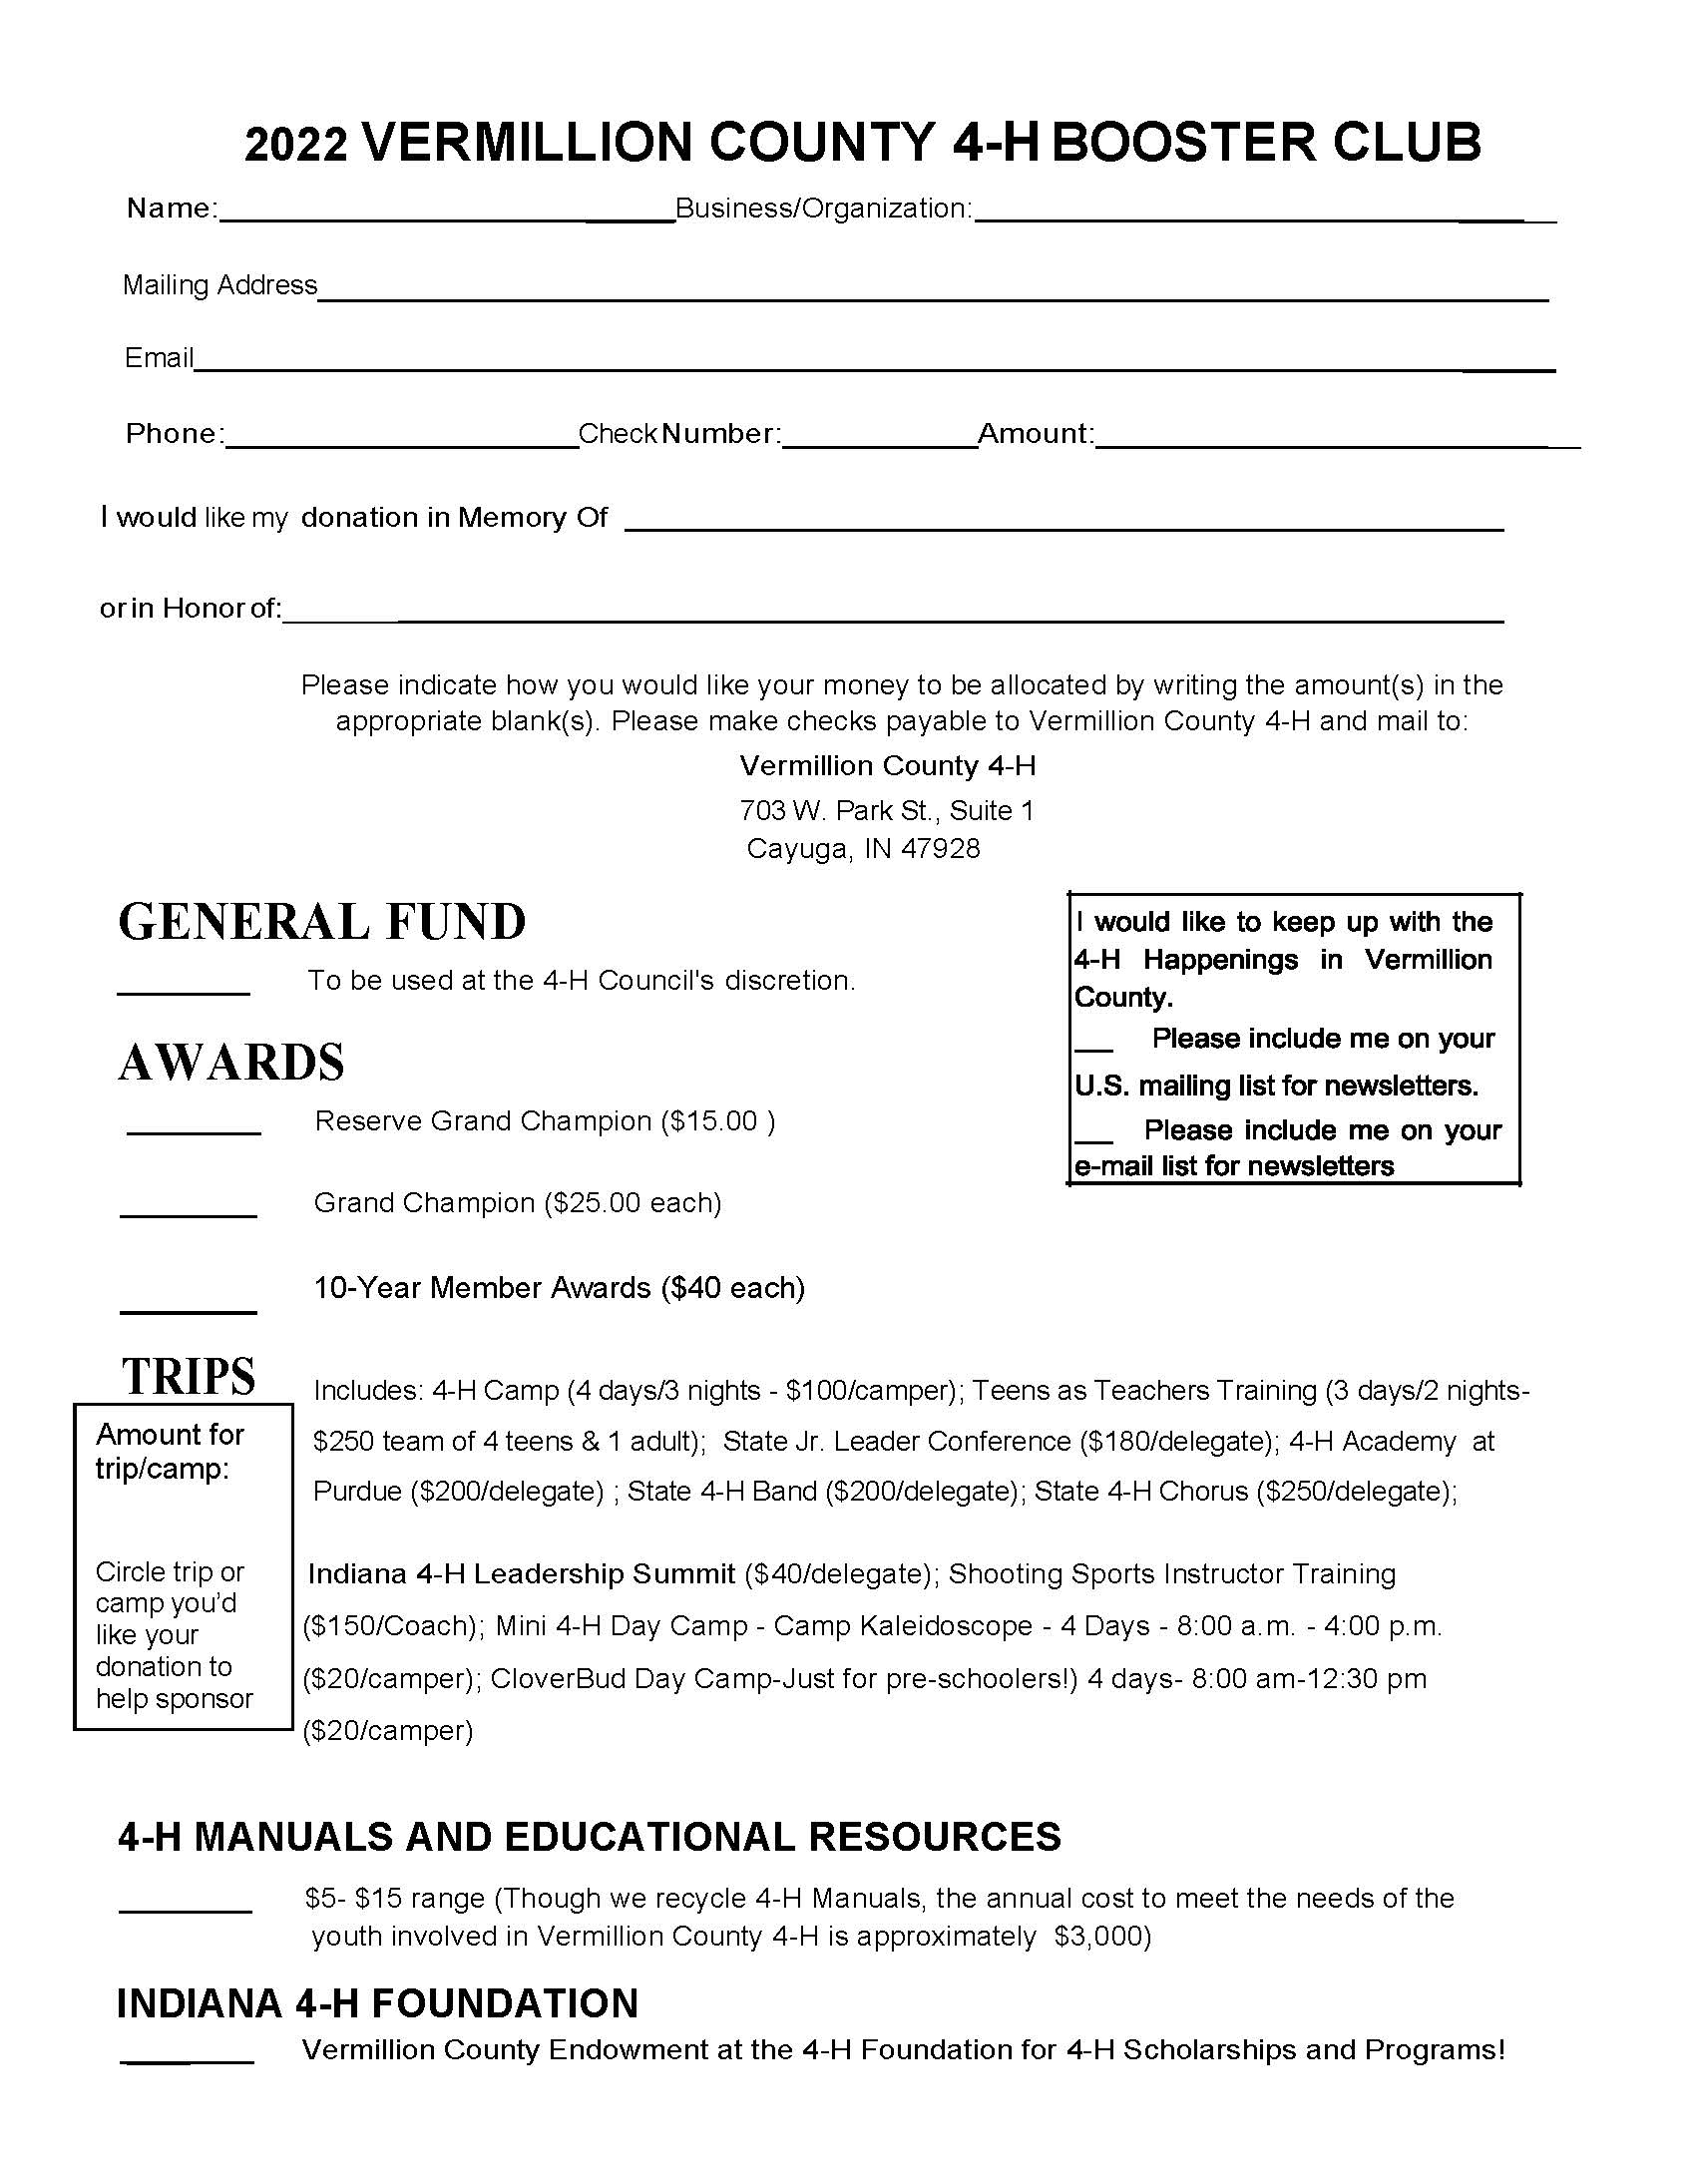 2022 VERMILLION COUNTY 4-H BOOSTER CLUB
Name: Business/Organization:
Mailing Address
Email
Phone: Check Number: Amount:
I would like my donation in Memory Of
or in Honor of:
Please indicate how you would like your money to be allocated by writing the amount(s) in the
appropriate blank(s). Please make checks payable to Vermillion County 4-H and mail to:
Vermillion County 4-H
703 W. Park St., Suite 1
Cayuga, IN 47928
GENERAL FUND
To be used at the 4-H Council's discretion.
I would like to keep up with the
4-H Happenings in Vermillion
County.
___ Please include me on your
U.S. mailing list for newsletters.
___ Please include me on your
e-mail list for newsletters
AWARDS
Reserve Grand Champion ($15.00 )
Grand Champion ($25.00 each)
10-Year Member Awards ($40 each)
TRIPS
Amount for
trip/camp:
Circle trip or
camp you'd
like your
donation to
help sponsor
Includes: 4-H Camp (4 days/3 nights - $100/camper); Teens as Teachers Training (3 days/2 nights-
$250 team of 4 teens & 1 adult); State Jr. Leader Conference ($180/delegate); 4-H Academy at
Purdue ($200/delegate) ; State 4-H Band ($200/delegate); State 4-H Chorus ($250/delegate);
Indiana 4-H Leadership Summit ($40/delegate); Shooting Sports Instructor Training
($150/Coach); Mini 4-H Day Camp - Camp Kaleidoscope - 4 Days - 8:00 a.m. - 4:00 p.m.
($20/camper); CloverBud Day Camp-Just for pre-schoolers!) 4 days- 8:00 am-12:30 pm
($20/camper)
4-H MANUALS AND EDUCATIONAL RESOURCES
$5- $15 range (Though we recycle 4-H Manuals, the annual cost to meet the needs of the
youth involved in Vermillion County 4-H is approximately $3,000)
INDIANA 4-H FOUNDATION
Vermillion County Endowment at the 4-H Foundation for 4-H Scholarships and Programs!